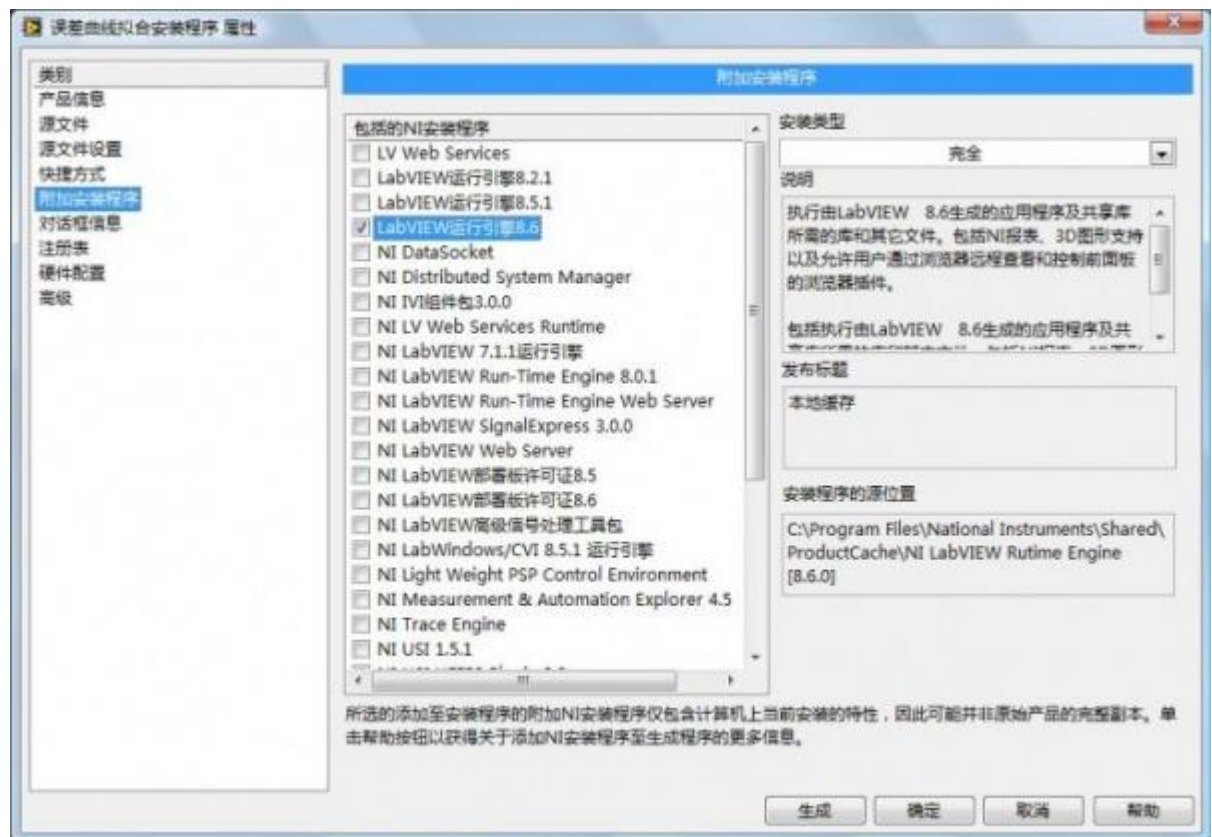 误差曲线拟合安装程序 属性
类别
产品信息
源文件
源文件设置
快捷方式
附加安装程序
对话框信息
注册表
硬件配置
高级
附加安装程序
包括的NI安装程序
LV Web Services
LabVIEW运行引擎8.2.1
LabVIEW运行引擎8.5.1
LabVIEW运行引擎8.6
NI DataSocket
NI Distributed System Manager
NI IVI组件包3.0.0
NI LV Web Services Runtime
NI LabVIEW 7.1.1运行引擎
NI LabVIEW Run-Time Engine 8.0.1
NI LabVIEW Run-Time Engine Web Server
NI LabVIEW SignalExpress 3.0.0
NI LabVIEW Web Server
NI LabVIEW部署板许可证8.5
NI LabVIEW部署板许可证8.6
NI LabVIEW高级信号处理工具包
NI LabWindows/CVI 8.5.1 运行引擎
NI Light Weight PSP Control Environment
NI Measurement & Automation Explorer 4.5
NI Trace Engine
NI USI 1.5.1
安装类型
完全
说明
执行由LabVIEW 8.6生成的应用程序及共享库
所需的库和其它文件。包括NI报表、3D图形支持
以及允许用户通过浏览器远程查看和控制前面板
的浏览器插件。
包括执行由LabVIEW 8.6生成的应用程序及共
发布标题
本地缓存
安装程序的源位置
C:\Program Files\National Instruments\Shared\
ProductCache\NI LabVIEW Rutime Engine
[8.6.0]
所选的添加至安装程序的附加NI安装程序仅包含计算机上当前安装的特性，因此可能并非原始产品的完整副本。单
击帮助按钮以获得关于添加NI安装程序至生成程序的更多信息。
生成
确定
取消
帮助